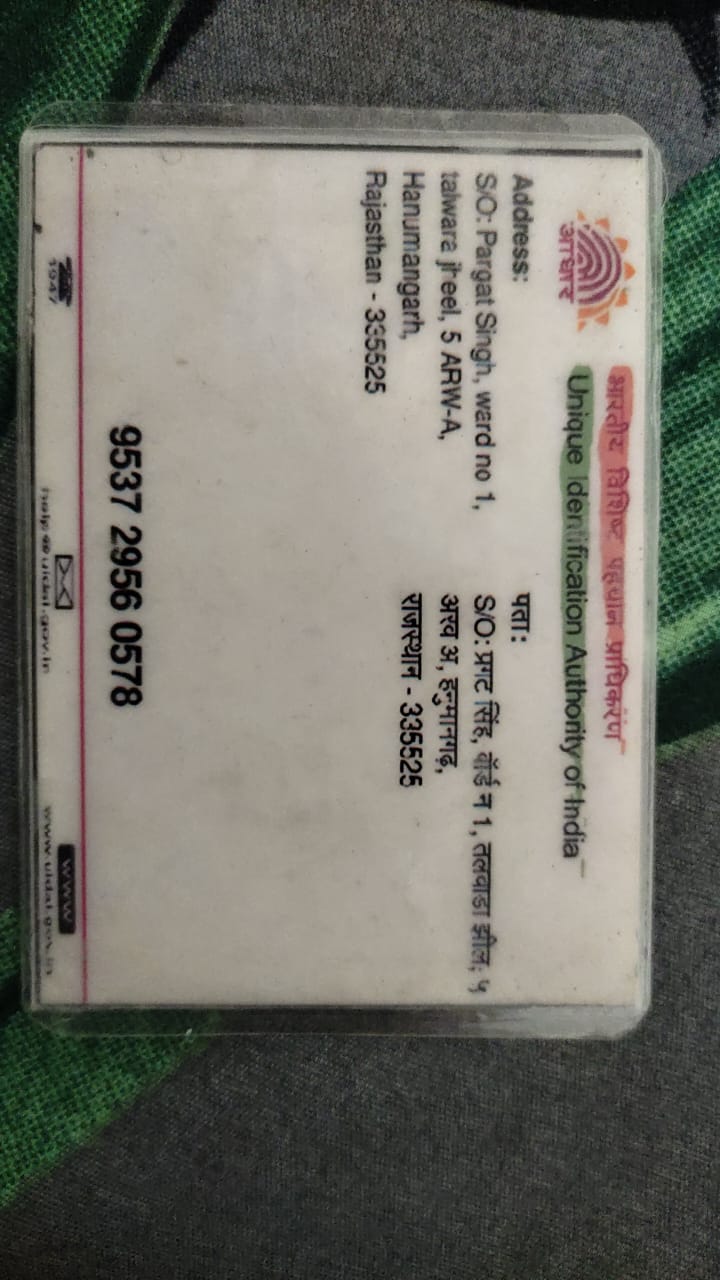 आधार
भारतीय विशिष्ट पहचान प्राधिकरण
Unique Identification Authority of India
Address:
S/O: Pargat Singh, ward no 1,
talwara jheel, 5 ARW-A,
Hanumangarh,
Rajasthan - 335525
पता:
S/O: प्रगट सिंह, वॉर्ड न 1, तलवाडा झील, ५
अरव अ, हनुमानगढ़,
राजस्थान - 335525
9537 2956 0578
1947
help@uidai.gov.in
www
www.uidai.gov.in